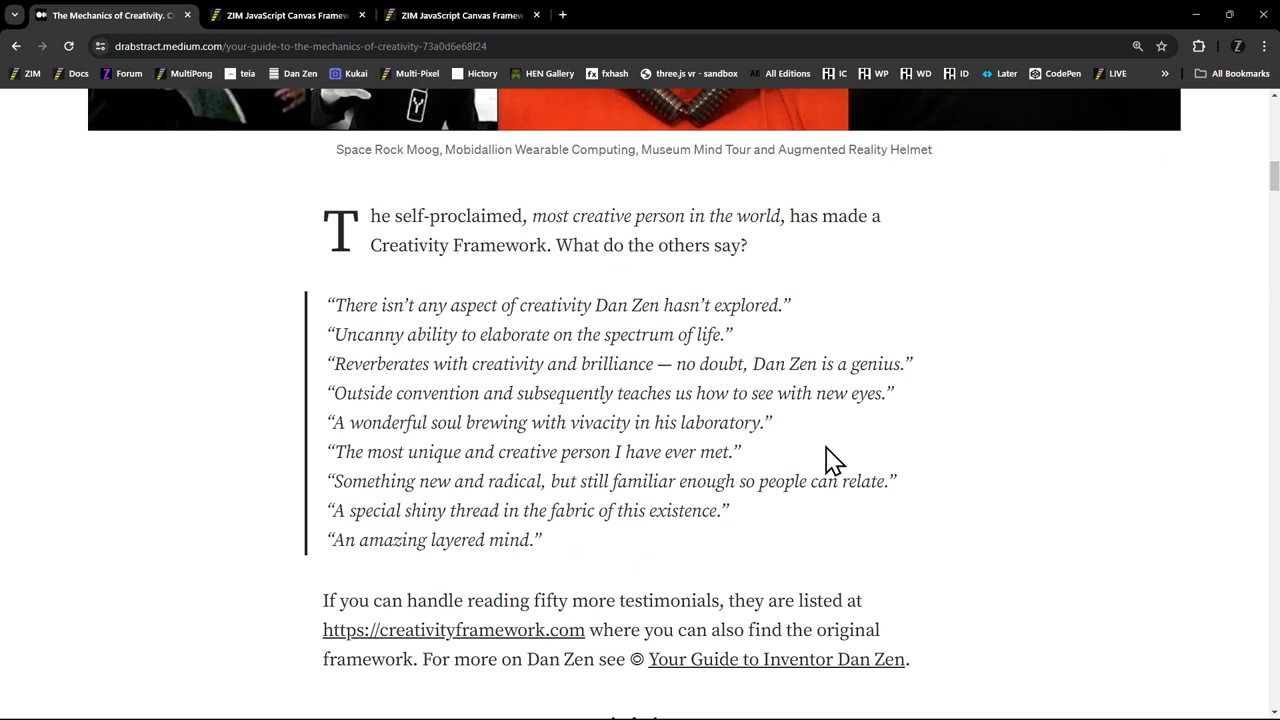 The Mechanics of Creativity. C
ZIM JavaScript Canvas Framew
ZIM JavaScript Canvas Framew
drabstract.medium.com/your-guide-to-the-mechanics-of-creativity-73a0d6e68f24
ZIM Docs Forum MultiPong teia Dan Zen Kukai Multi-Pixel Hictory HEN Gallery fxhash three.js vr - sandbox AE All Editions IC WP WD ID Later CodePen LIVE » All Bookmarks
Y
Space Rock Moog, Mobidallion Wearable Computing, Museum Mind Tour and Augmented Reality Helmet
The self-proclaimed, most creative person in the world, has made a
Creativity Framework. What do the others say?
“There isn’t any aspect of creativity Dan Zen hasn’t explored.”
“Uncanny ability to elaborate on the spectrum of life.”
“Reverberates with creativity and brilliance — no doubt, Dan Zen is a genius.”
“Outside convention and subsequently teaches us how to see with new eyes.”
“A wonderful soul brewing with vivacity in his laboratory.”
“The most unique and creative person I have ever met.”
“Something new and radical, but still familiar enough so people can relate.”
“A special shiny thread in the fabric of this existence.”
“An amazing layered mind.”
If you can handle reading fifty more testimonials, they are listed at
https://creativityframework.com where you can also find the original
framework. For more on Dan Zen see © Your Guide to Inventor Dan Zen.